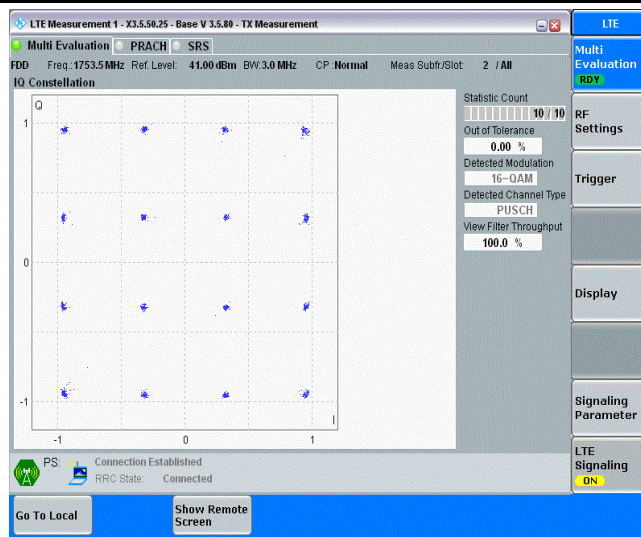 LTE Measurement 1 - X3.5.50.25 - Base V 3.5.80 - TX Measurement
LTE
Multi Evaluation PRACH SRS
FDD Freq.:1753.5 MHz Ref. Level: 41.00 dBm BW:3.0 MHz CP :Normal Meas Subfr./Slot: 2 / All
IQ Constellation
Q
1
0
-1
-1 0 1
I
Statistic Count
10 / 10
Out of Tolerance
0.00 %
Detected Modulation
16-QAM
Detected Channel Type
PUSCH
View Filter Throughput
100.0 %
Multi
Evaluation
RDY
RF
Settings
Trigger
Display
Signaling
Parameter
LTE
Signaling
ON
PS: Connection Established
RRC State: Connected
Go To Local
Show Remote
Screen